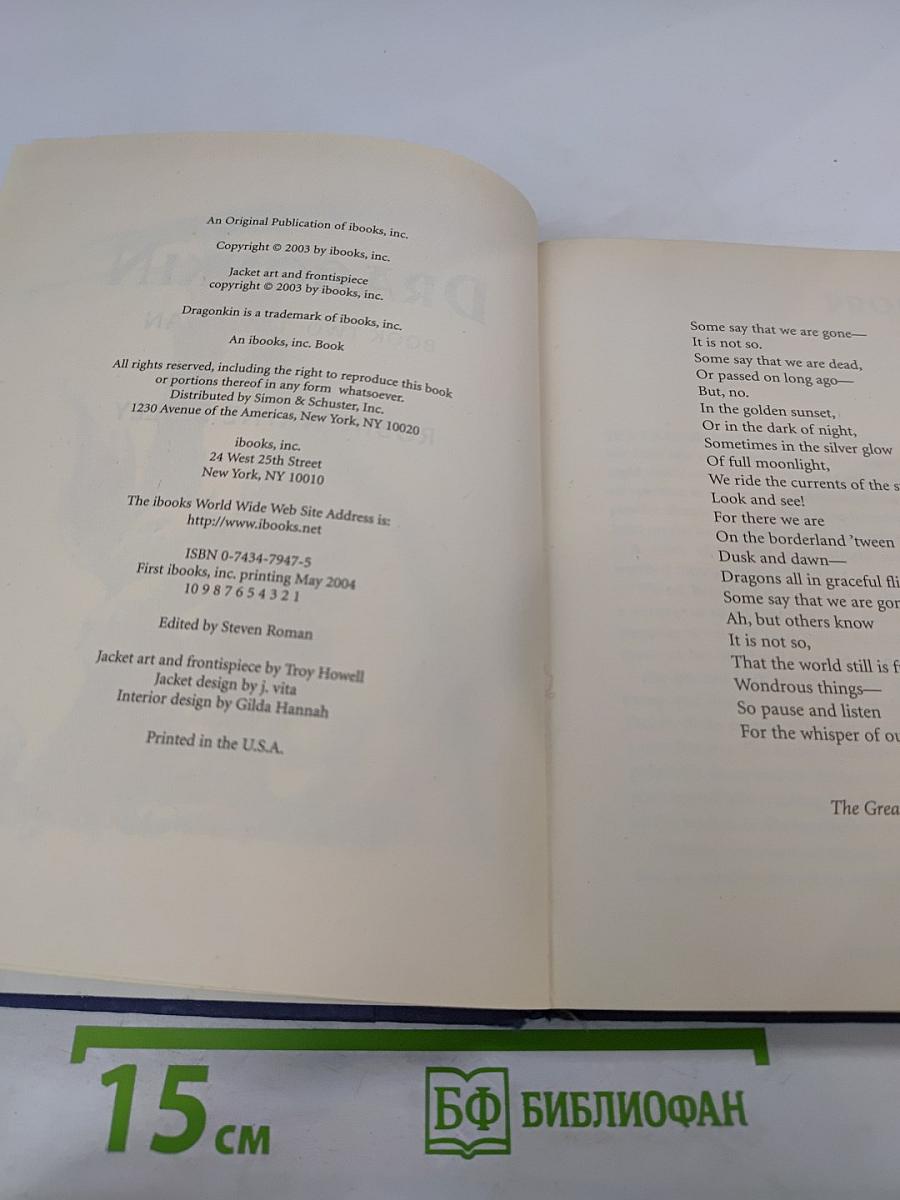 An Original Publication of ibooks, inc.
Copyright © 2003 by ibooks, inc.
Jacket art and frontispiece
copyright © 2003 by ibooks, inc.
Dragonkin is a trademark of ibooks, inc.
An ibooks, inc. Book
All rights reserved, including the right to reproduce this book
or portions thereof in any form whatsoever.
Distributed by Simon & Schuster, Inc.
1230 Avenue of the Americas, New York, NY 10020
ibooks, inc.
24 West 25th Street
New York, NY 10010
The ibooks World Wide Web Site Address is:
http://www.ibooks.net
ISBN 0-7434-7947-5
First ibooks, inc. printing May 2004
10 9 8 7 6 5 4 3 2 1
Edited by Steven Roman
Jacket art and frontispiece by Troy Howell
Jacket design by j. vita
Interior design by Gilda Hannah
Printed in the U.S.A.
Some say that we are gone—
It is not so.
Some say that we are dead,
Or passed on long ago—
But, no.
In the golden sunset,
Or in the dark of night,
Sometimes in the silver glow
Of full moonlight,
We ride the currents of the
Look and see!
For there we are
On the borderland ’tween
Dusk and dawn—
Dragons all in graceful
Some say that we are
Ah, but others know
It is not so,
That the world still is
Wondrous things—
So pause and listen
For the whisper of
The
15 см
БФ БИБЛИОФАН